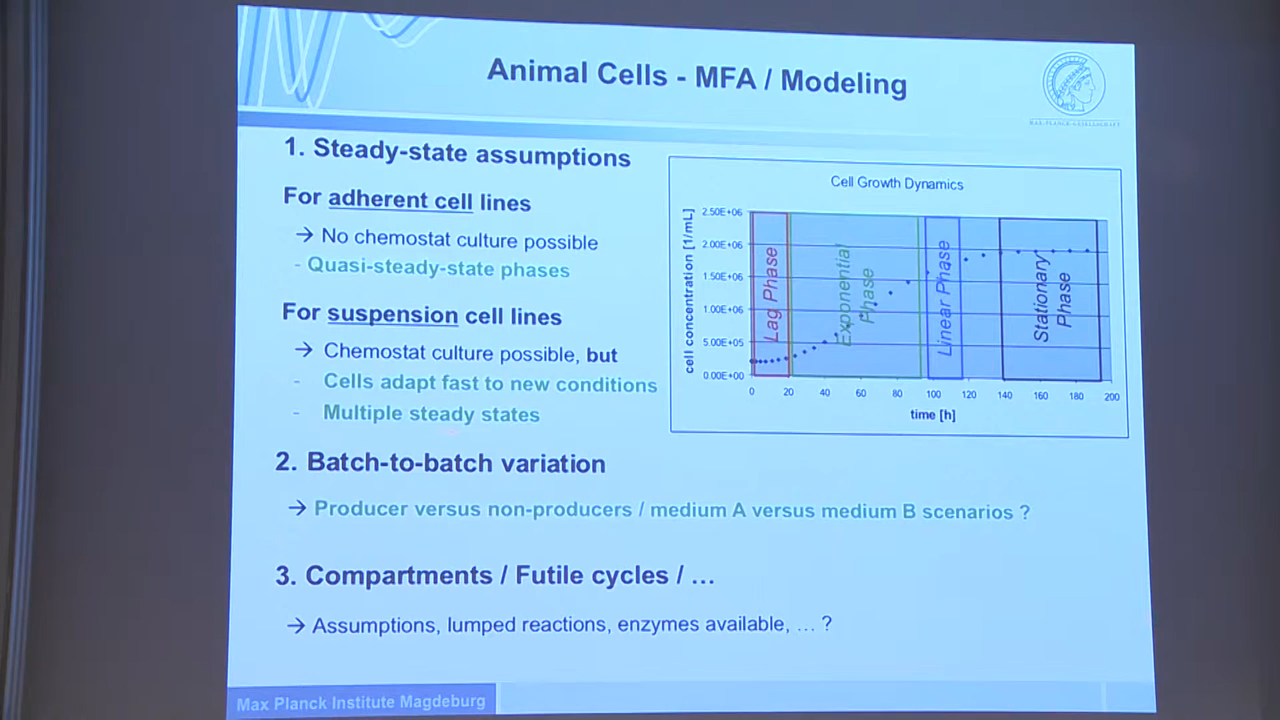 Animal Cells - MFA / Modeling
MAX-PLANCK-GESELLSCHAFT
1. Steady-state assumptions
For adherent cell lines
→ No chemostat culture possible
- Quasi-steady-state phases
For suspension cell lines
→ Chemostat culture possible, but
- Cells adapt fast to new conditions
- Multiple steady states
Cell Growth Dynamics
cell concentration [1/mL]
2.50E+06
2.00E+06
1.50E+06
1.00E+06
5.00E+05
0.00E+00
Lag Phase
Exponential
Phase
Linear Phase
Stationary
Phase
0 20 40 60 80 100 120 140 160 180 200
time [h]
2. Batch-to-batch variation
→ Producer versus non-producers / medium A versus medium B scenarios ?
3. Compartments / Futile cycles / …
→ Assumptions, lumped reactions, enzymes available, … ?
Max Planck Institute Magdeburg